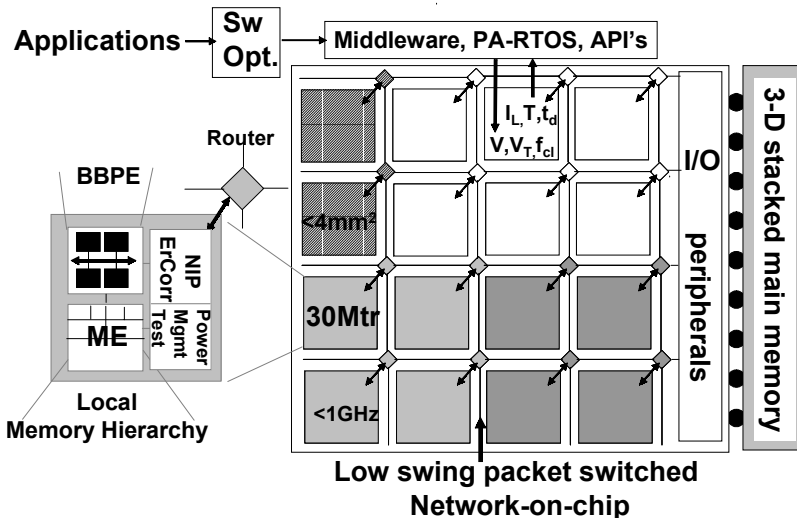 Applications
Sw
Opt.
Middleware, PA-RTOS, API's
I_L,T,t_d
V,V_T,f_cl
Router
BBPE
NIP
ErCorr
ME
Power
Mgmt
Test
Local
Memory Hierarchy
<4mm²
30Mtr
<1GHz
I/O
peripherals
3-D stacked main memory
Low swing packet switched
Network-on-chip